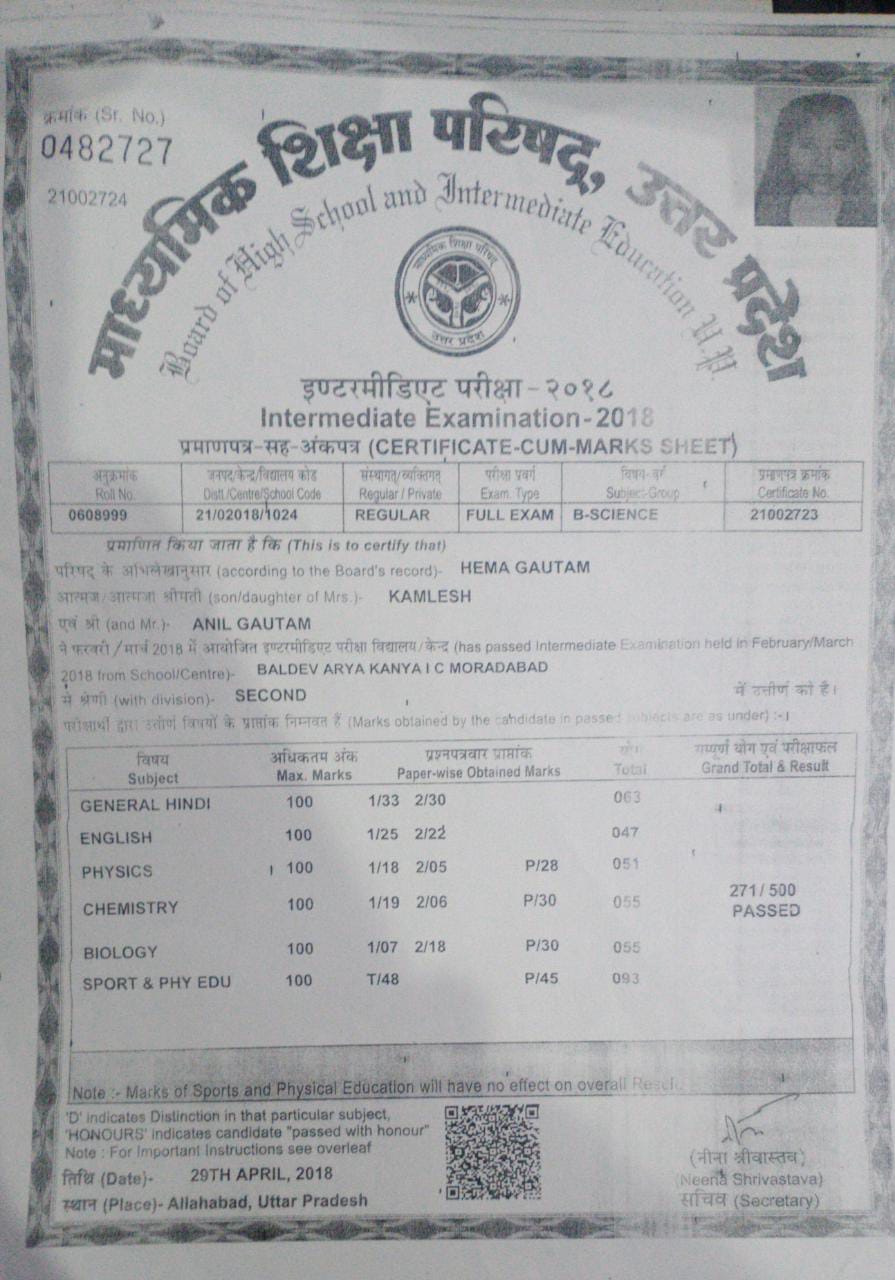 क्रमांक (Sr. No.)
0482727
21002724
माध्यमिक शिक्षा परिषद्, उत्तर प्रदेश
Board of High School and Intermediate Education U.P.
माध्यमिक शिक्षा परिषद्
उत्तर प्रदेश
इण्टरमीडिएट परीक्षा - २०१८
Intermediate Examination-2018
प्रमाणपत्र-सह-अंकपत्र (CERTIFICATE-CUM-MARKS SHEET)
अनुक्रमांक जनपद/केन्द्र/विद्यालय कोड संस्थागत/व्यक्तिगत् परीक्षा प्रवर्ग विषय-वर्ग प्रमाणपत्र क्रमांक
Roll No. Distt./Centre/School Code Regular / Private Exam. Type Subject-Group Certificate No.
0608999 21/02018/1024 REGULAR FULL EXAM B-SCIENCE 21002723
प्रमाणित किया जाता है कि (This is to certify that)
परिषद के अभिलेखानुसार (according to the Board's record)- HEMA GAUTAM
आत्मज/आत्मजा श्रीमती (son/daughter of Mrs.)- KAMLESH
एवं श्री (and Mr.)- ANIL GAUTAM
ने फरवरी/मार्च 2018 में आयोजित इण्टरमीडिएट परीक्षा विद्यालय/केन्द्र (has passed Intermediate Examination held in February/March
2018 from School/Centre)- BALDEV ARYA KANYA I C MORADABAD
में श्रेणी (with division)- SECOND में उत्तीर्ण की है।
परीक्षार्थी द्वारा उत्तीर्ण विषयों के प्राप्तांक निम्नवत हैं (Marks obtained by the candidate in passed subjects are as under) :-
विषय अधिकतम अंक प्रश्नपत्रवार प्राप्तांक योग सम्पूर्ण योग एवं परीक्षाफल
Subject Max. Marks Paper-wise Obtained Marks Total Grand Total & Result
GENERAL HINDI 100 1/33 2/30 063
ENGLISH 100 1/25 2/22 047
PHYSICS 100 1/18 2/05 P/28 051
CHEMISTRY 100 1/19 2/06 P/30 055
271/ 500
PASSED
BIOLOGY 100 1/07 2/18 P/30 055
SPORT & PHY EDU 100 T/48 P/45 093
Note :- Marks of Sports and Physical Education will have no effect on overall Result.
'D' indicates Distinction in that particular subject,
'HONOURS' indicates candidate "passed with honour"
Note : For Important Instructions see overleaf
तिथि (Date)- 29TH APRIL, 2018
स्थान (Place)- Allahabad, Uttar Pradesh
(नीना श्रीवास्तव)
(Neena Shrivastava)
सचिव (Secretary)